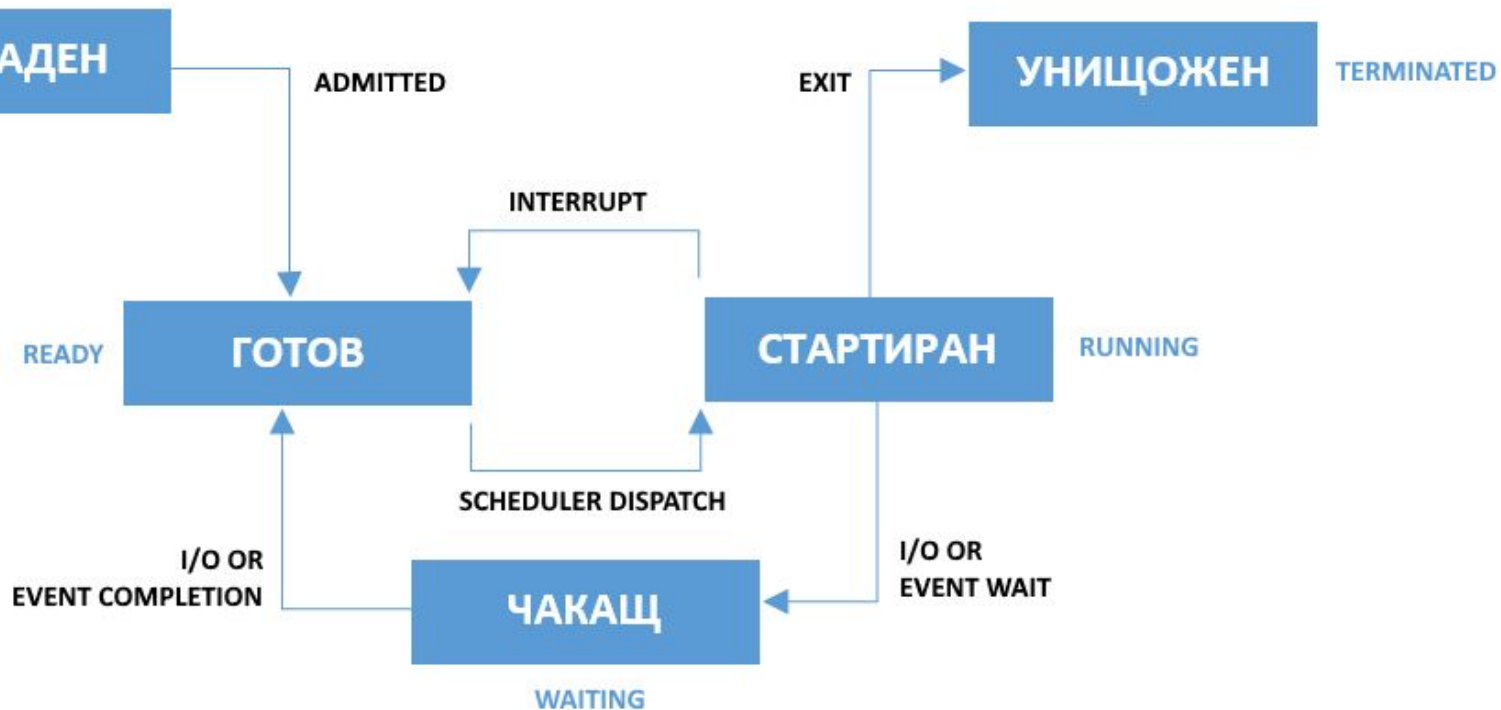 АДЕН
ADMITTED
EXIT
УНИЩОЖЕН
TERMINATED
INTERRUPT
READY
ГОТОВ
СТАРТИРАН
RUNNING
SCHEDULER DISPATCH
I/O OR
EVENT COMPLETION
ЧАКАЩ
I/O OR
EVENT WAIT
WAITING